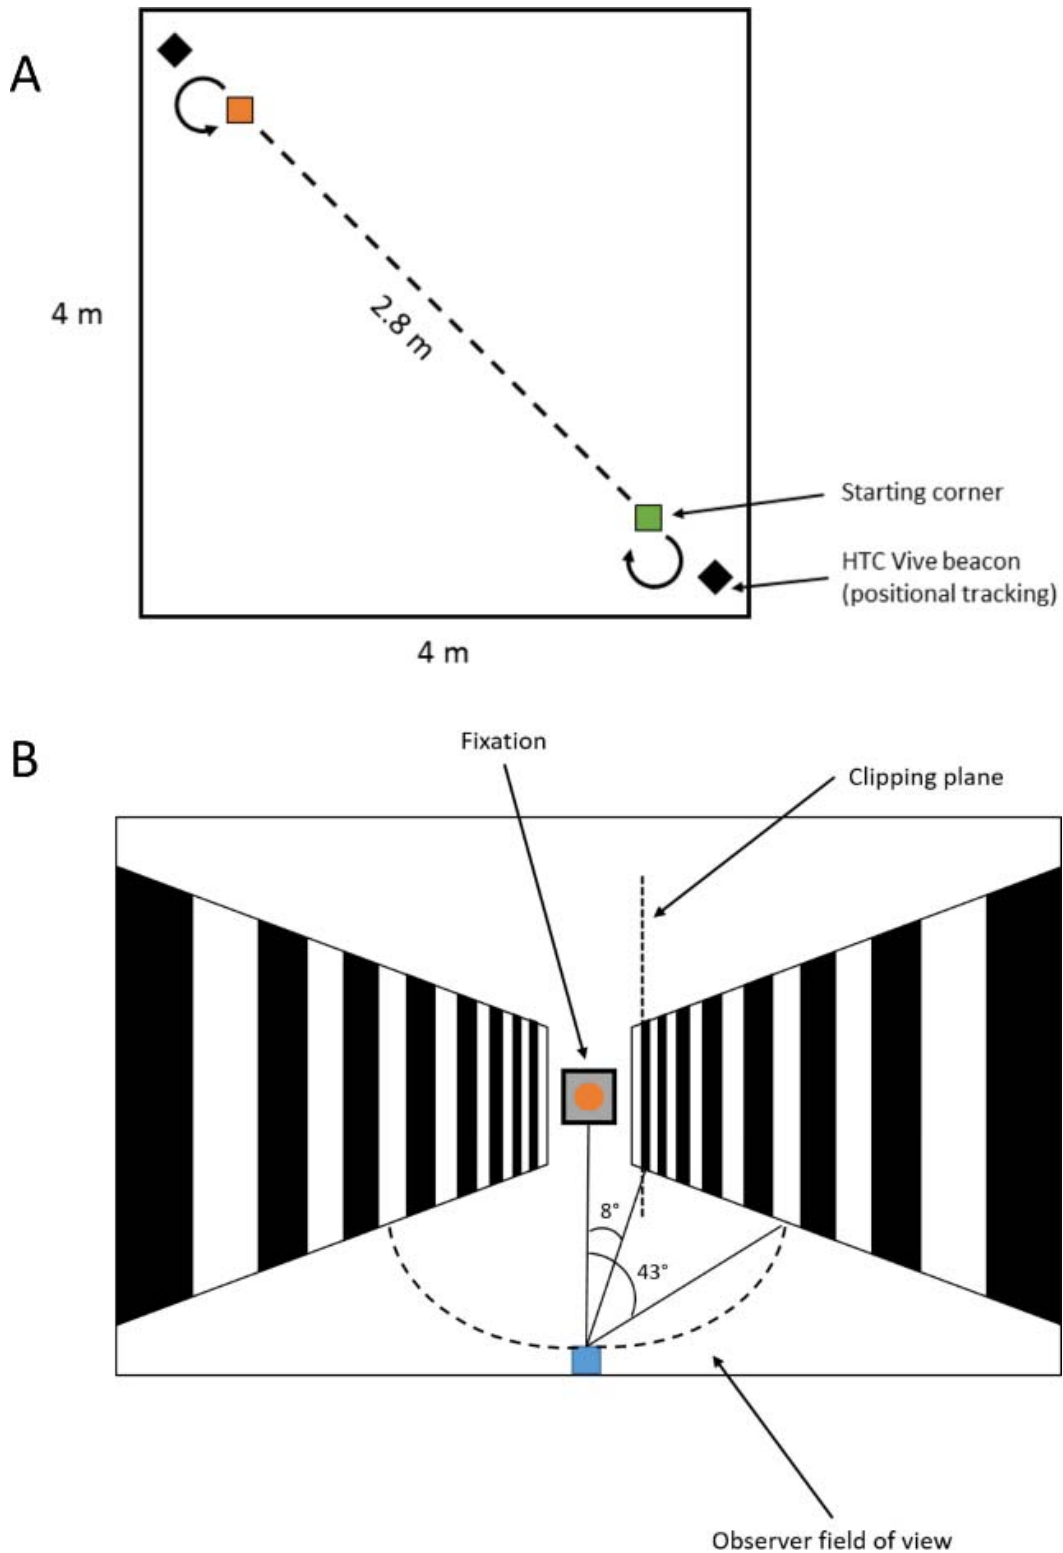 A
4 m
2.8 m
Starting corner
HTC Vive beacon
(positional tracking)
4 m
B
Fixation
Clipping plane
8°
43°
Observer field of view